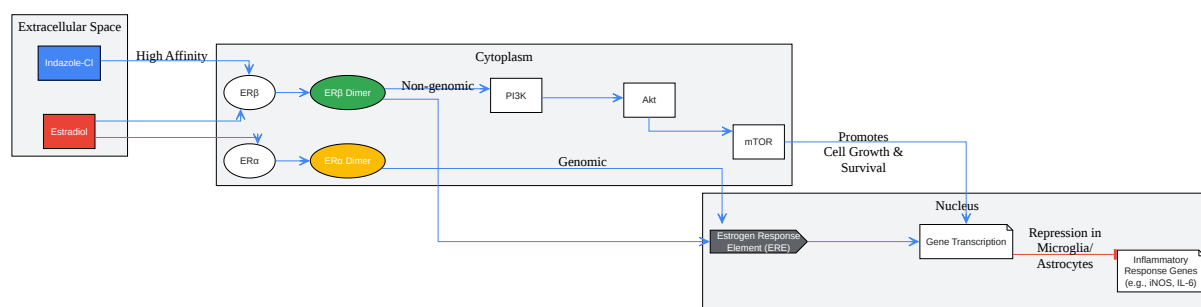 Extracellular Space
Indazole-Cl
Estradiol
High Affinity
Cytoplasm
ERβ
ERβ Dimer
Non-genomic
PI3K
Akt
mTOR
ERα
ERα Dimer
Genomic
Promotes
Cell Growth &
Survival
Nucleus
Estrogen Response
Element (ERE)
Gene Transcription
Repression in
Microglia/
Astrocytes
Inflammatory
Response Genes
(e.g., iNOS, IL-6)